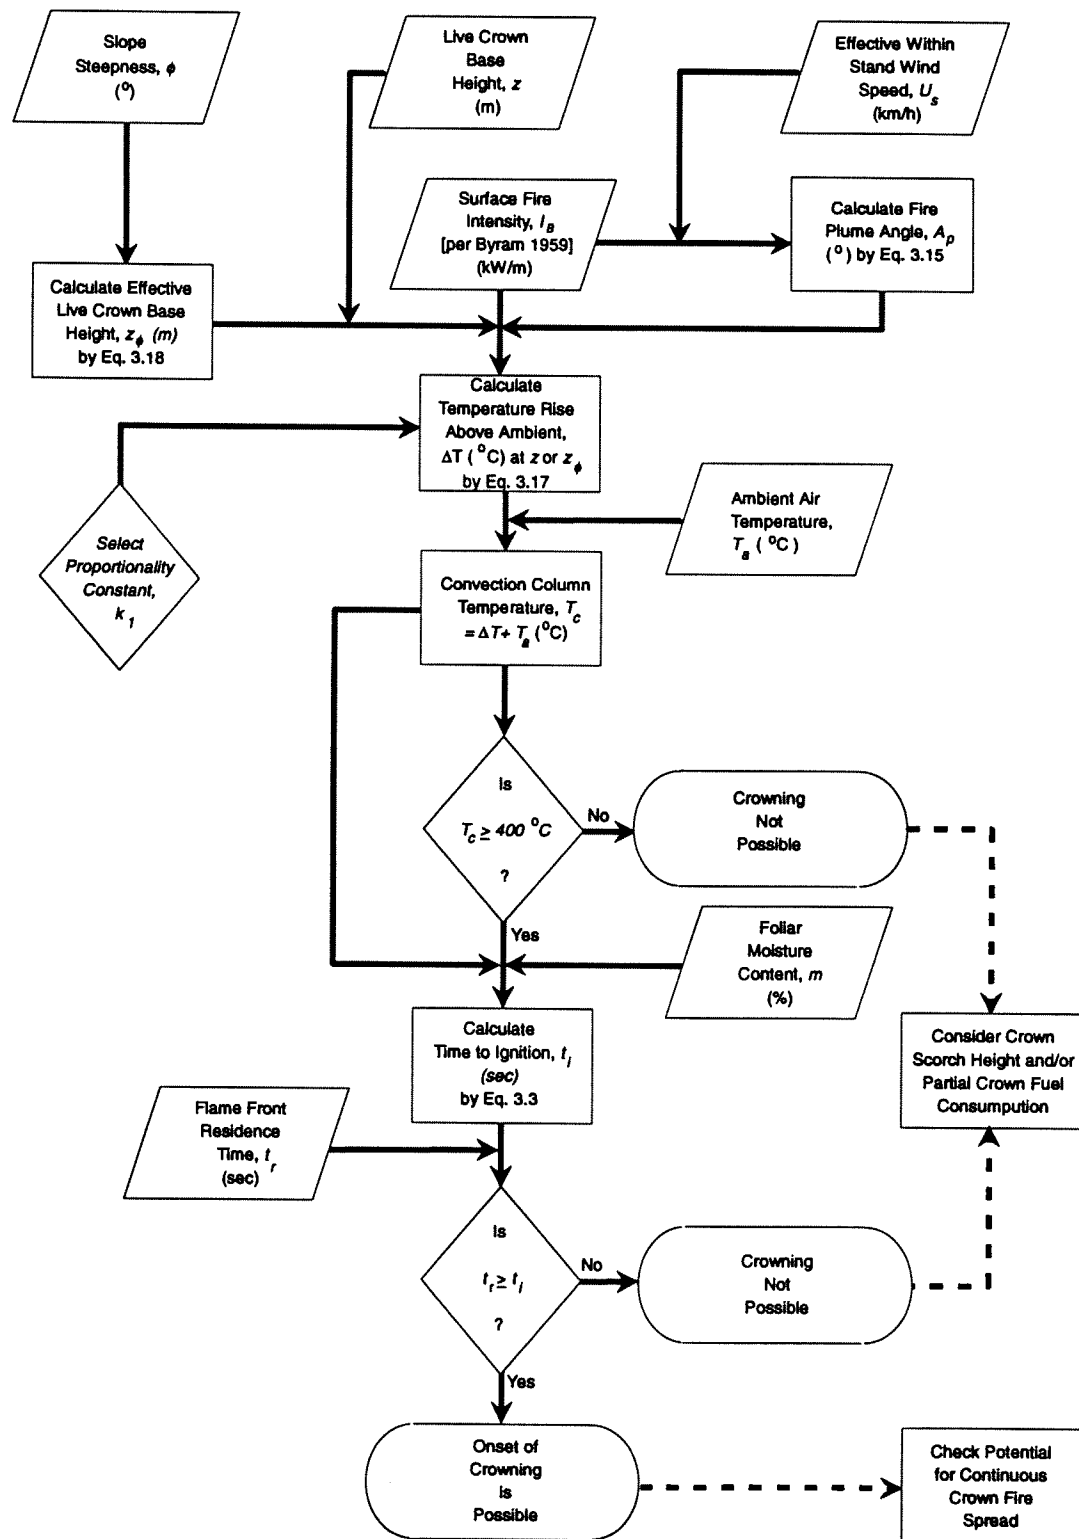 Slope
Steepness, ϕ
(°)
Live Crown
Base
Height, z
(m)
Effective Within
Stand Wind
Speed, U_s
(km/h)
Surface Fire
Intensity, I_B
[per Byram 1959]
(kW/m)
Calculate Fire
Plume Angle, A_p
(°) by Eq. 3.15
Calculate Effective
Live Crown Base
Height, z_ϕ (m)
by Eq. 3.18
Calculate
Temperature Rise
Above Ambient,
ΔT (°C) at z or z_ϕ
by Eq. 3.17
Select
Proportionality
Constant,
k_1
Ambient Air
Temperature,
T_a (°C)
Convection Column
Temperature, T_c
= ΔT + T_a (°C)
Is
T_c ≥ 400 °C
?
No
Crowning
Not
Possible
Yes
Foliar
Moisture
Content, m
(%)
Calculate
Time to Ignition, t_i
(sec)
by Eq. 3.3
Consider Crown
Scorch Height and/or
Partial Crown Fuel
Consumpution
Flame Front
Residence
Time, t_r
(sec)
Is
t_r ≥ t_i
?
No
Crowning
Not
Possible
Yes
Onset of
Crowning
is
Possible
Check Potential
for Continuous
Crown Fire
Spread